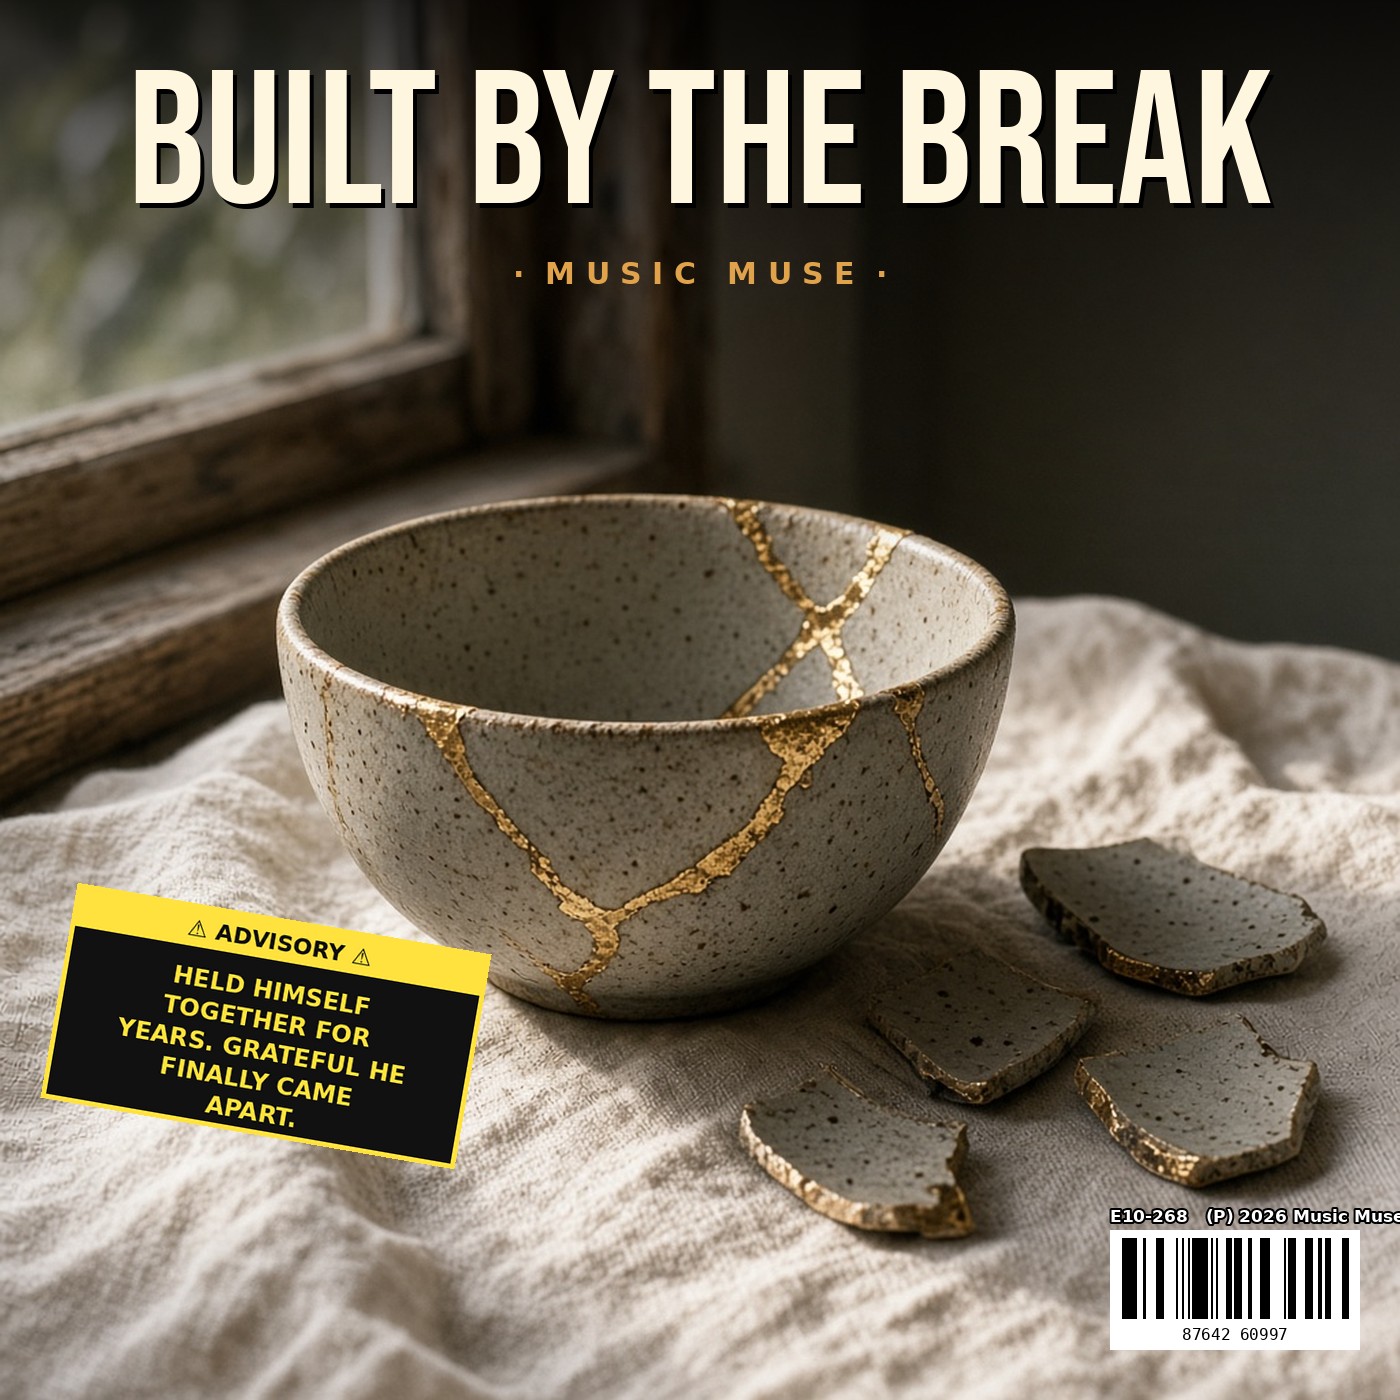 BUILT BY THE BREAK
· MUSIC MUSE ·
⚠ ADVISORY ⚠
HELD HIMSELF
TOGETHER FOR
YEARS. GRATEFUL HE
FINALLY CAME
APART.
E10-268 (P) 2026 Music Muse
87642 60997